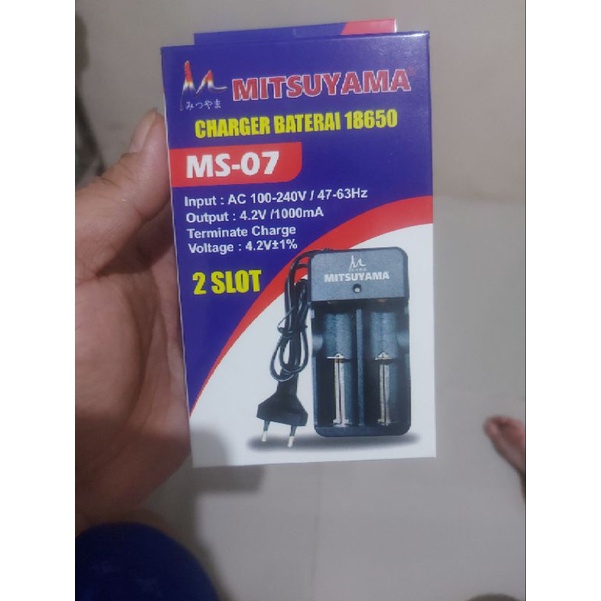 MITSUYAMA
みつやま
CHARGER BATERAI 18650
MS-07
Input : AC 100-240V / 47-63Hz
Output : 4.2V /1000mA
Terminate Charge
Voltage : 4.2V±1%
2 SLOT
MITSUYAMA